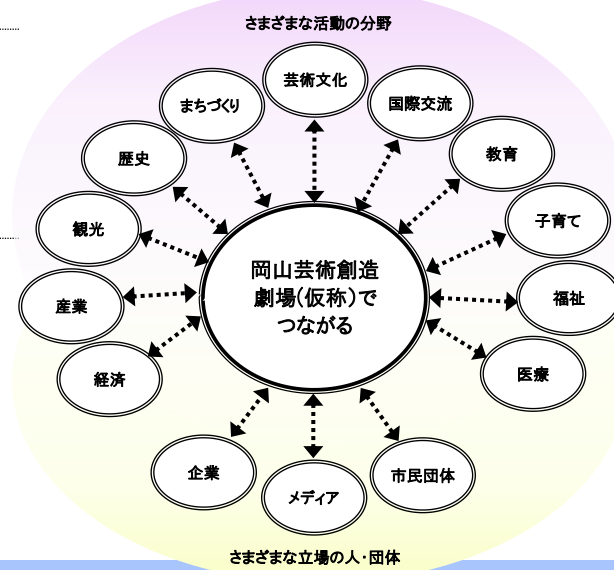 さまざまな活動の分野
芸術文化
まちづくり
国際交流
歴史
教育
観光
子育て
産業
福祉
経済
医療
岡山芸術創造
劇場(仮称)で
つながる
企業
メディア
市民団体
さまざまな立場の人・団体